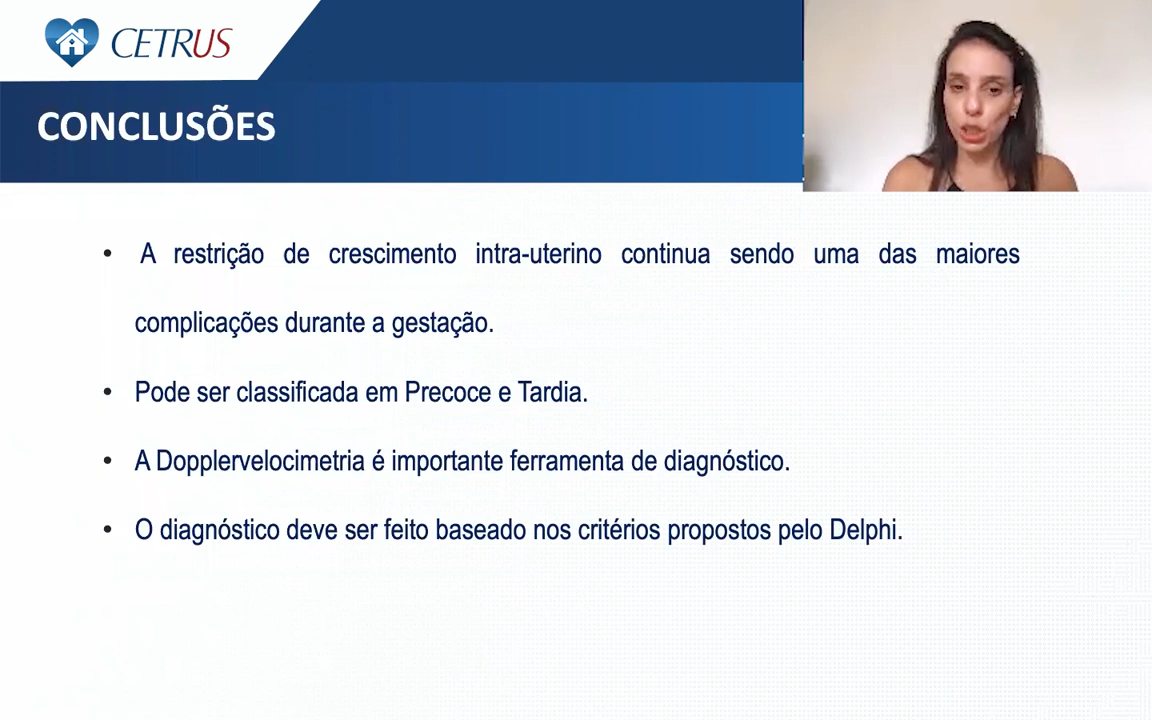 CETRUS
CONCLUSÕES
• A restrição de crescimento intra-uterino continua sendo uma das maiores
complicações durante a gestação.
• Pode ser classificada em Precoce e Tardia.
• A Dopplervelocimetria é importante ferramenta de diagnóstico.
• O diagnóstico deve ser feito baseado nos critérios propostos pelo Delphi.